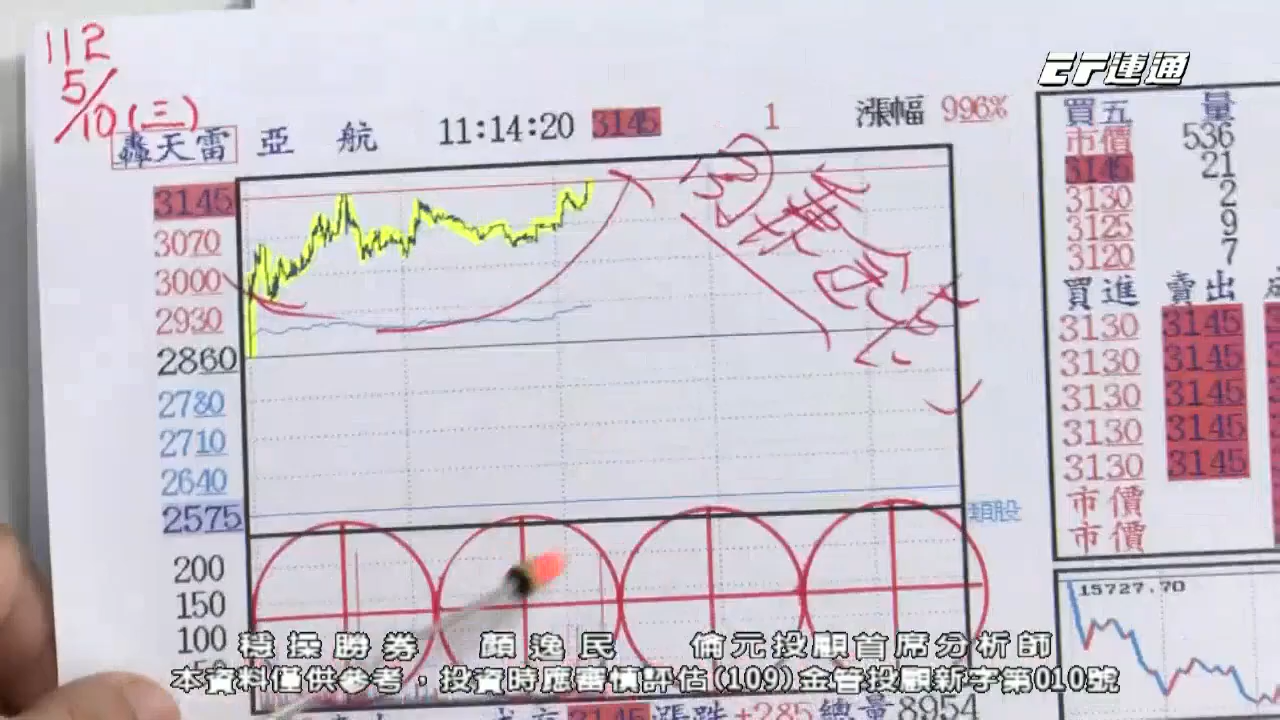 112
5/10(三)
CT連通
轟天雷 亞航 11:14:20 3145 1 漲幅 996%
買五 量
市價 536
3145 21
3130 2
3125 9
3120 7
買進 賣出
3130 3145
3130 3145
3130 3145
3130 3145
3130 3145
市價
市價
3145
3070
3000
2930
2860
2780
2710
2640
2575
類股
200
150
100
15727.70
穩操勝券 顏逸民 倫元投顧首席分析師
本資料僅供參考，投資時應審慎評估(109)金管投顧新字第010號
成交 3145 漲跌 +285 總量 8954